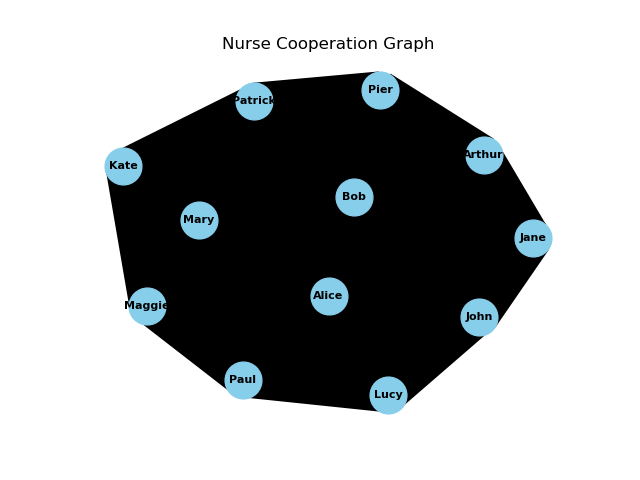 Nurse Cooperation Graph
Pier
Patrick
Arthur
Kate
Bob
Mary
Jane
Alice
Maggie
John
Paul
Lucy